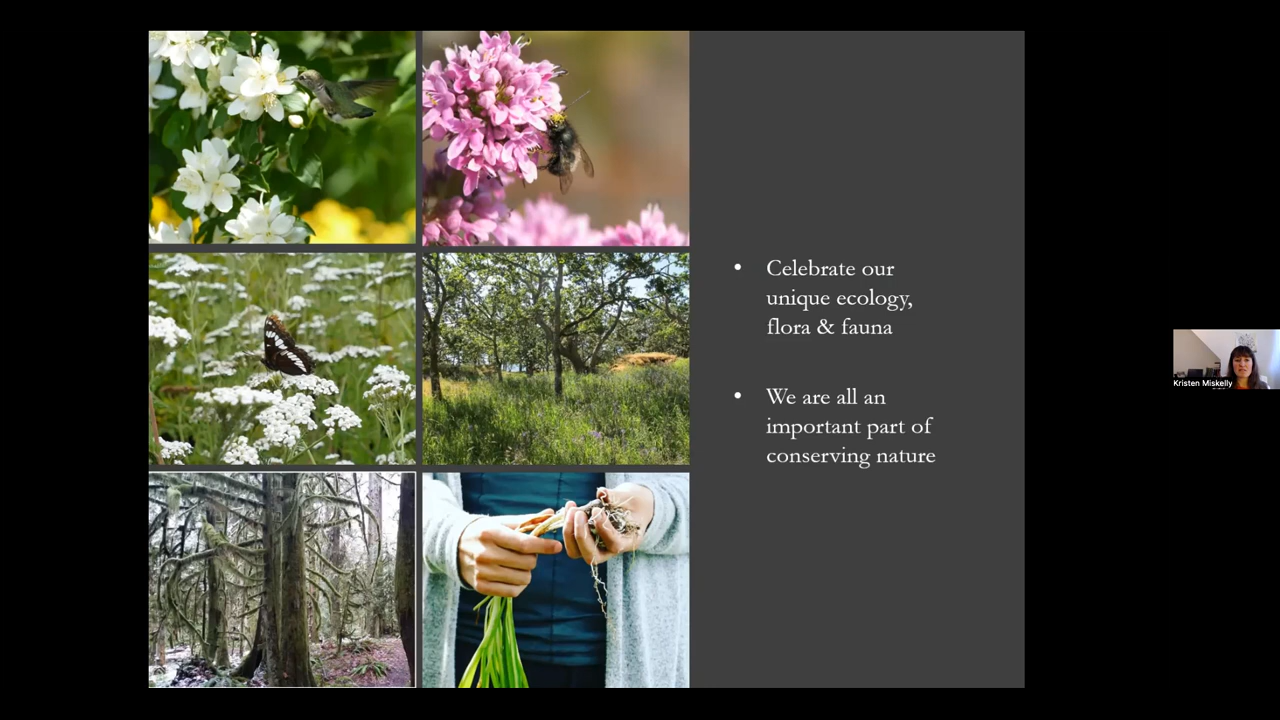 • Celebrate our
unique ecology,
flora & fauna
• We are all an
important part of
conserving nature
Kristen Miskelly